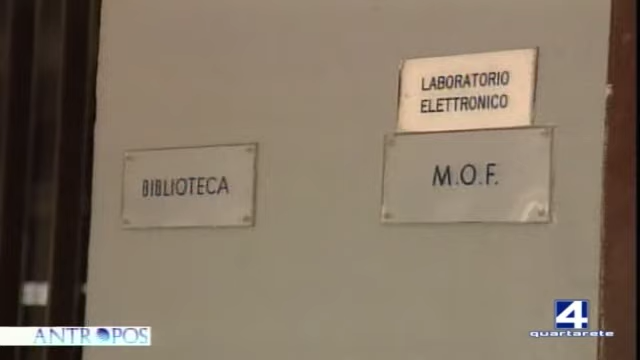 LABORATORIO
ELETTRONICO
BIBLIOTECA
M.O.F.
ANTROPOS
4
quartarete